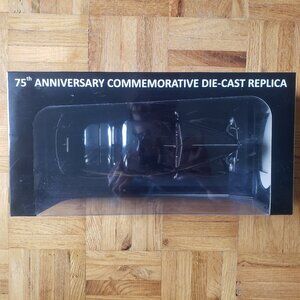 75th ANNIVERSARY COMMEMORATIVE DIE-CAST REPLICA